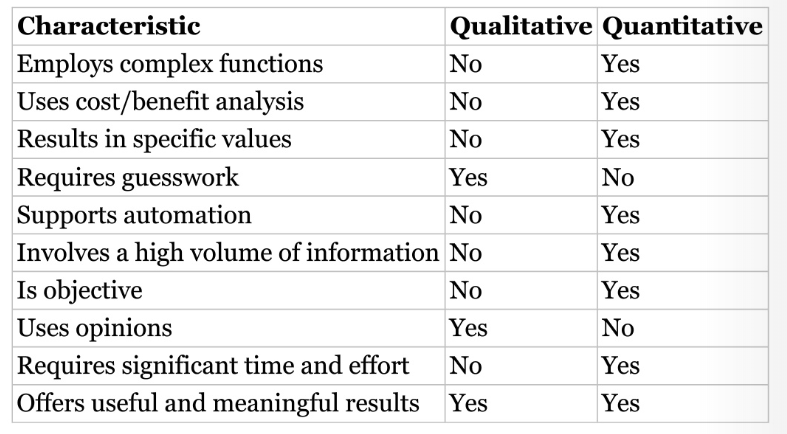 Characteristic Qualitative Quantitative
Employs complex functions No Yes
Uses cost/benefit analysis No Yes
Results in specific values No Yes
Requires guesswork Yes No
Supports automation No Yes
Involves a high volume of information No Yes
Is objective No Yes
Uses opinions Yes No
Requires significant time and effort No Yes
Offers useful and meaningful results Yes Yes